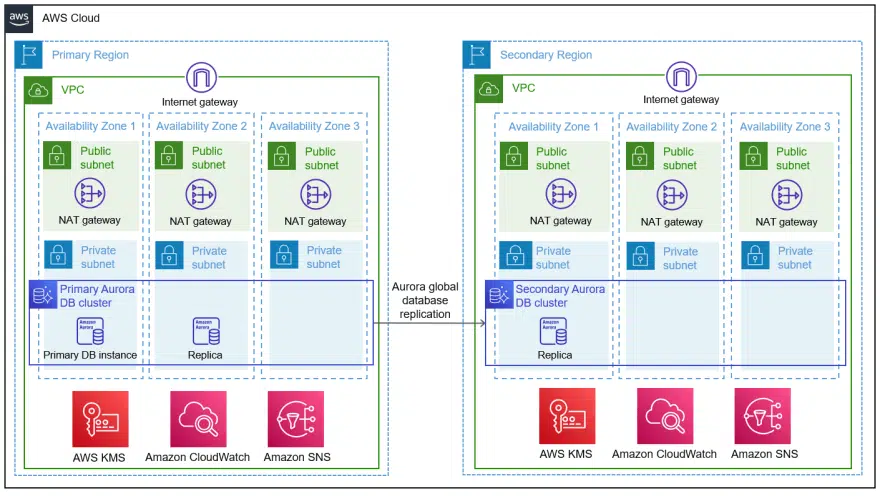 aws
AWS Cloud
Primary Region
VPC
Internet gateway
Availability Zone 1
Availability Zone 2
Availability Zone 3
Public
subnet
Public
subnet
Public
subnet
NAT gateway
NAT gateway
NAT gateway
Private
subnet
Private
subnet
Private
subnet
Primary Aurora
DB cluster
Amazon
Aurora
Primary DB instance
Amazon
Aurora
Replica
AWS KMS
Amazon CloudWatch
Amazon SNS
Aurora global
database
replication
Secondary Region
VPC
Internet gateway
Availability Zone 1
Availability Zone 2
Availability Zone 3
Public
subnet
Public
subnet
Public
subnet
NAT gateway
NAT gateway
NAT gateway
Private
subnet
Private
subnet
Private
subnet
Secondary Aurora
DB cluster
Amazon
Aurora
Replica
AWS KMS
Amazon CloudWatch
Amazon SNS